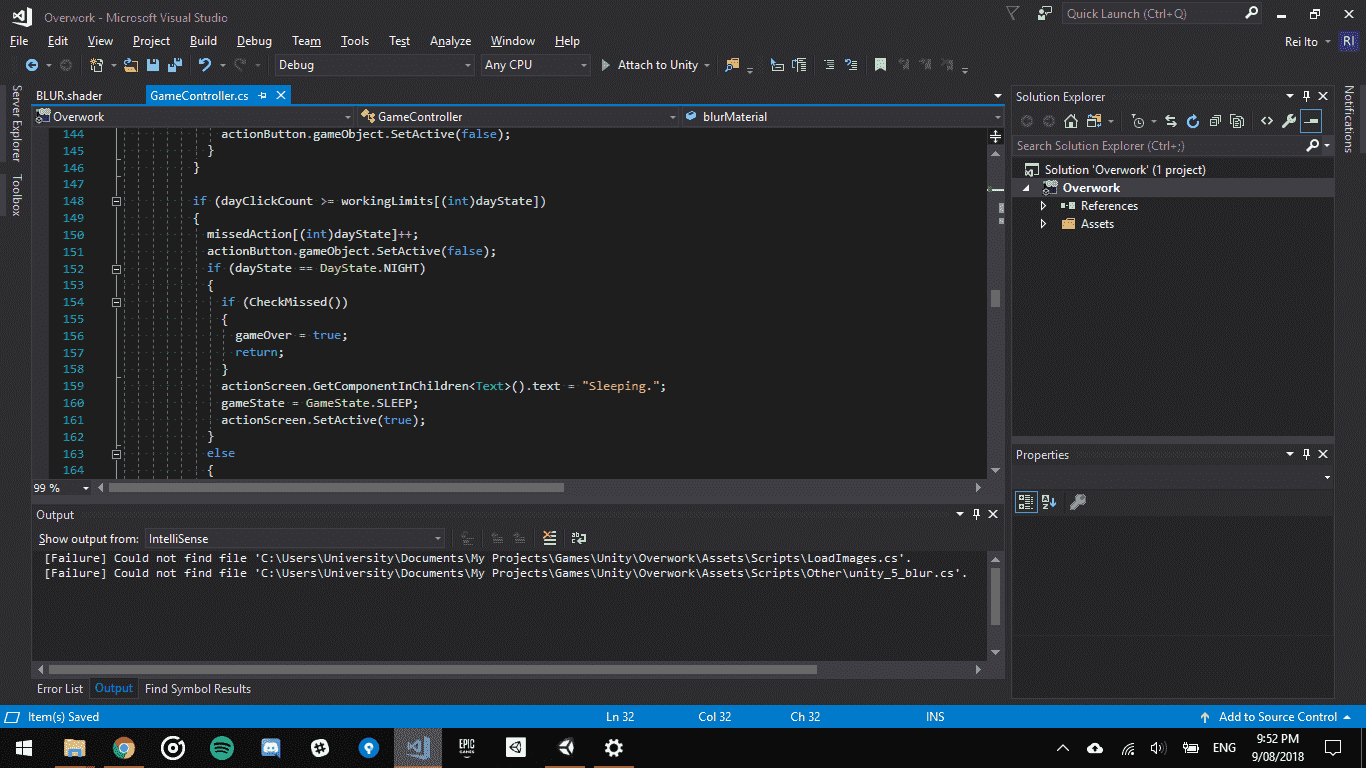 Overwork - Microsoft Visual Studio
Quick Launch (Ctrl+Q)
File Edit View Project Build Debug Team Tools Test Analyze Window Help
Rei Ito RI
Debug Any CPU Attach to Unity
Server Explorer
Toolbox
BLUR.shader GameController.cs
Overwork GameController blurMaterial
144 actionButton.gameObject.SetActive(false);
145 }
146 }
147
148 if (dayClickCount >= workingLimits[(int)dayState])
149 {
150 missedAction[(int)dayState]++;
151 actionButton.gameObject.SetActive(false);
152 if (dayState == DayState.NIGHT)
153 {
154 if (CheckMissed())
155 {
156 gameOver = true;
157 return;
158 }
159 actionScreen.GetComponentInChildren<Text>().text = "Sleeping.";
160 gameState = GameState.SLEEP;
161 actionScreen.SetActive(true);
162 }
163 else
164 {
99 %
Output
Show output from: IntelliSense
[Failure] Could not find file 'C:\Users\University\Documents\My Projects\Games\Unity\Overwork\Assets\Scripts\LoadImages.cs'.
[Failure] Could not find file 'C:\Users\University\Documents\My Projects\Games\Unity\Overwork\Assets\Scripts\Other\unity_5_blur.cs'.
Error List Output Find Symbol Results
Solution Explorer
Search Solution Explorer (Ctrl+;)
Solution 'Overwork' (1 project)
Overwork
References
Assets
Properties
Notifications
Item(s) Saved Ln 32 Col 32 Ch 32 INS Add to Source Control
EPIC
GAMES
ENG
9:52 PM
9/08/2018